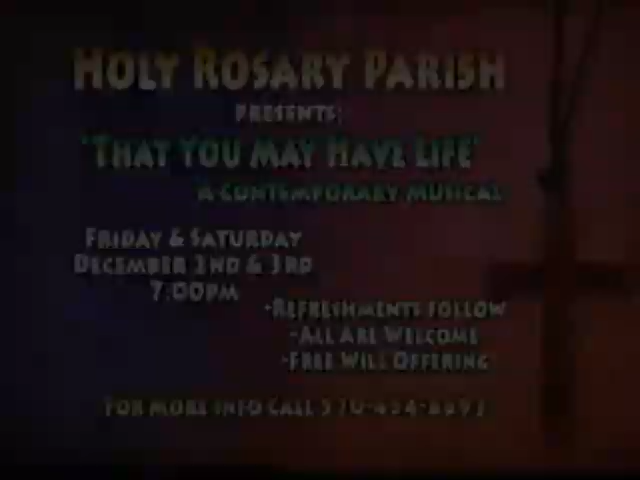 HOLY ROSARY PARISH
PRESENTS:
"THAT YOU MAY HAVE LIFE"
A CONTEMPORARY MUSICAL
FRIDAY & SATURDAY
DECEMBER 2ND & 3RD
7:00PM
-REFRESHMENTS FOLLOW
-ALL ARE WELCOME
-FREE WILL OFFERING
FOR MORE INFO CALL